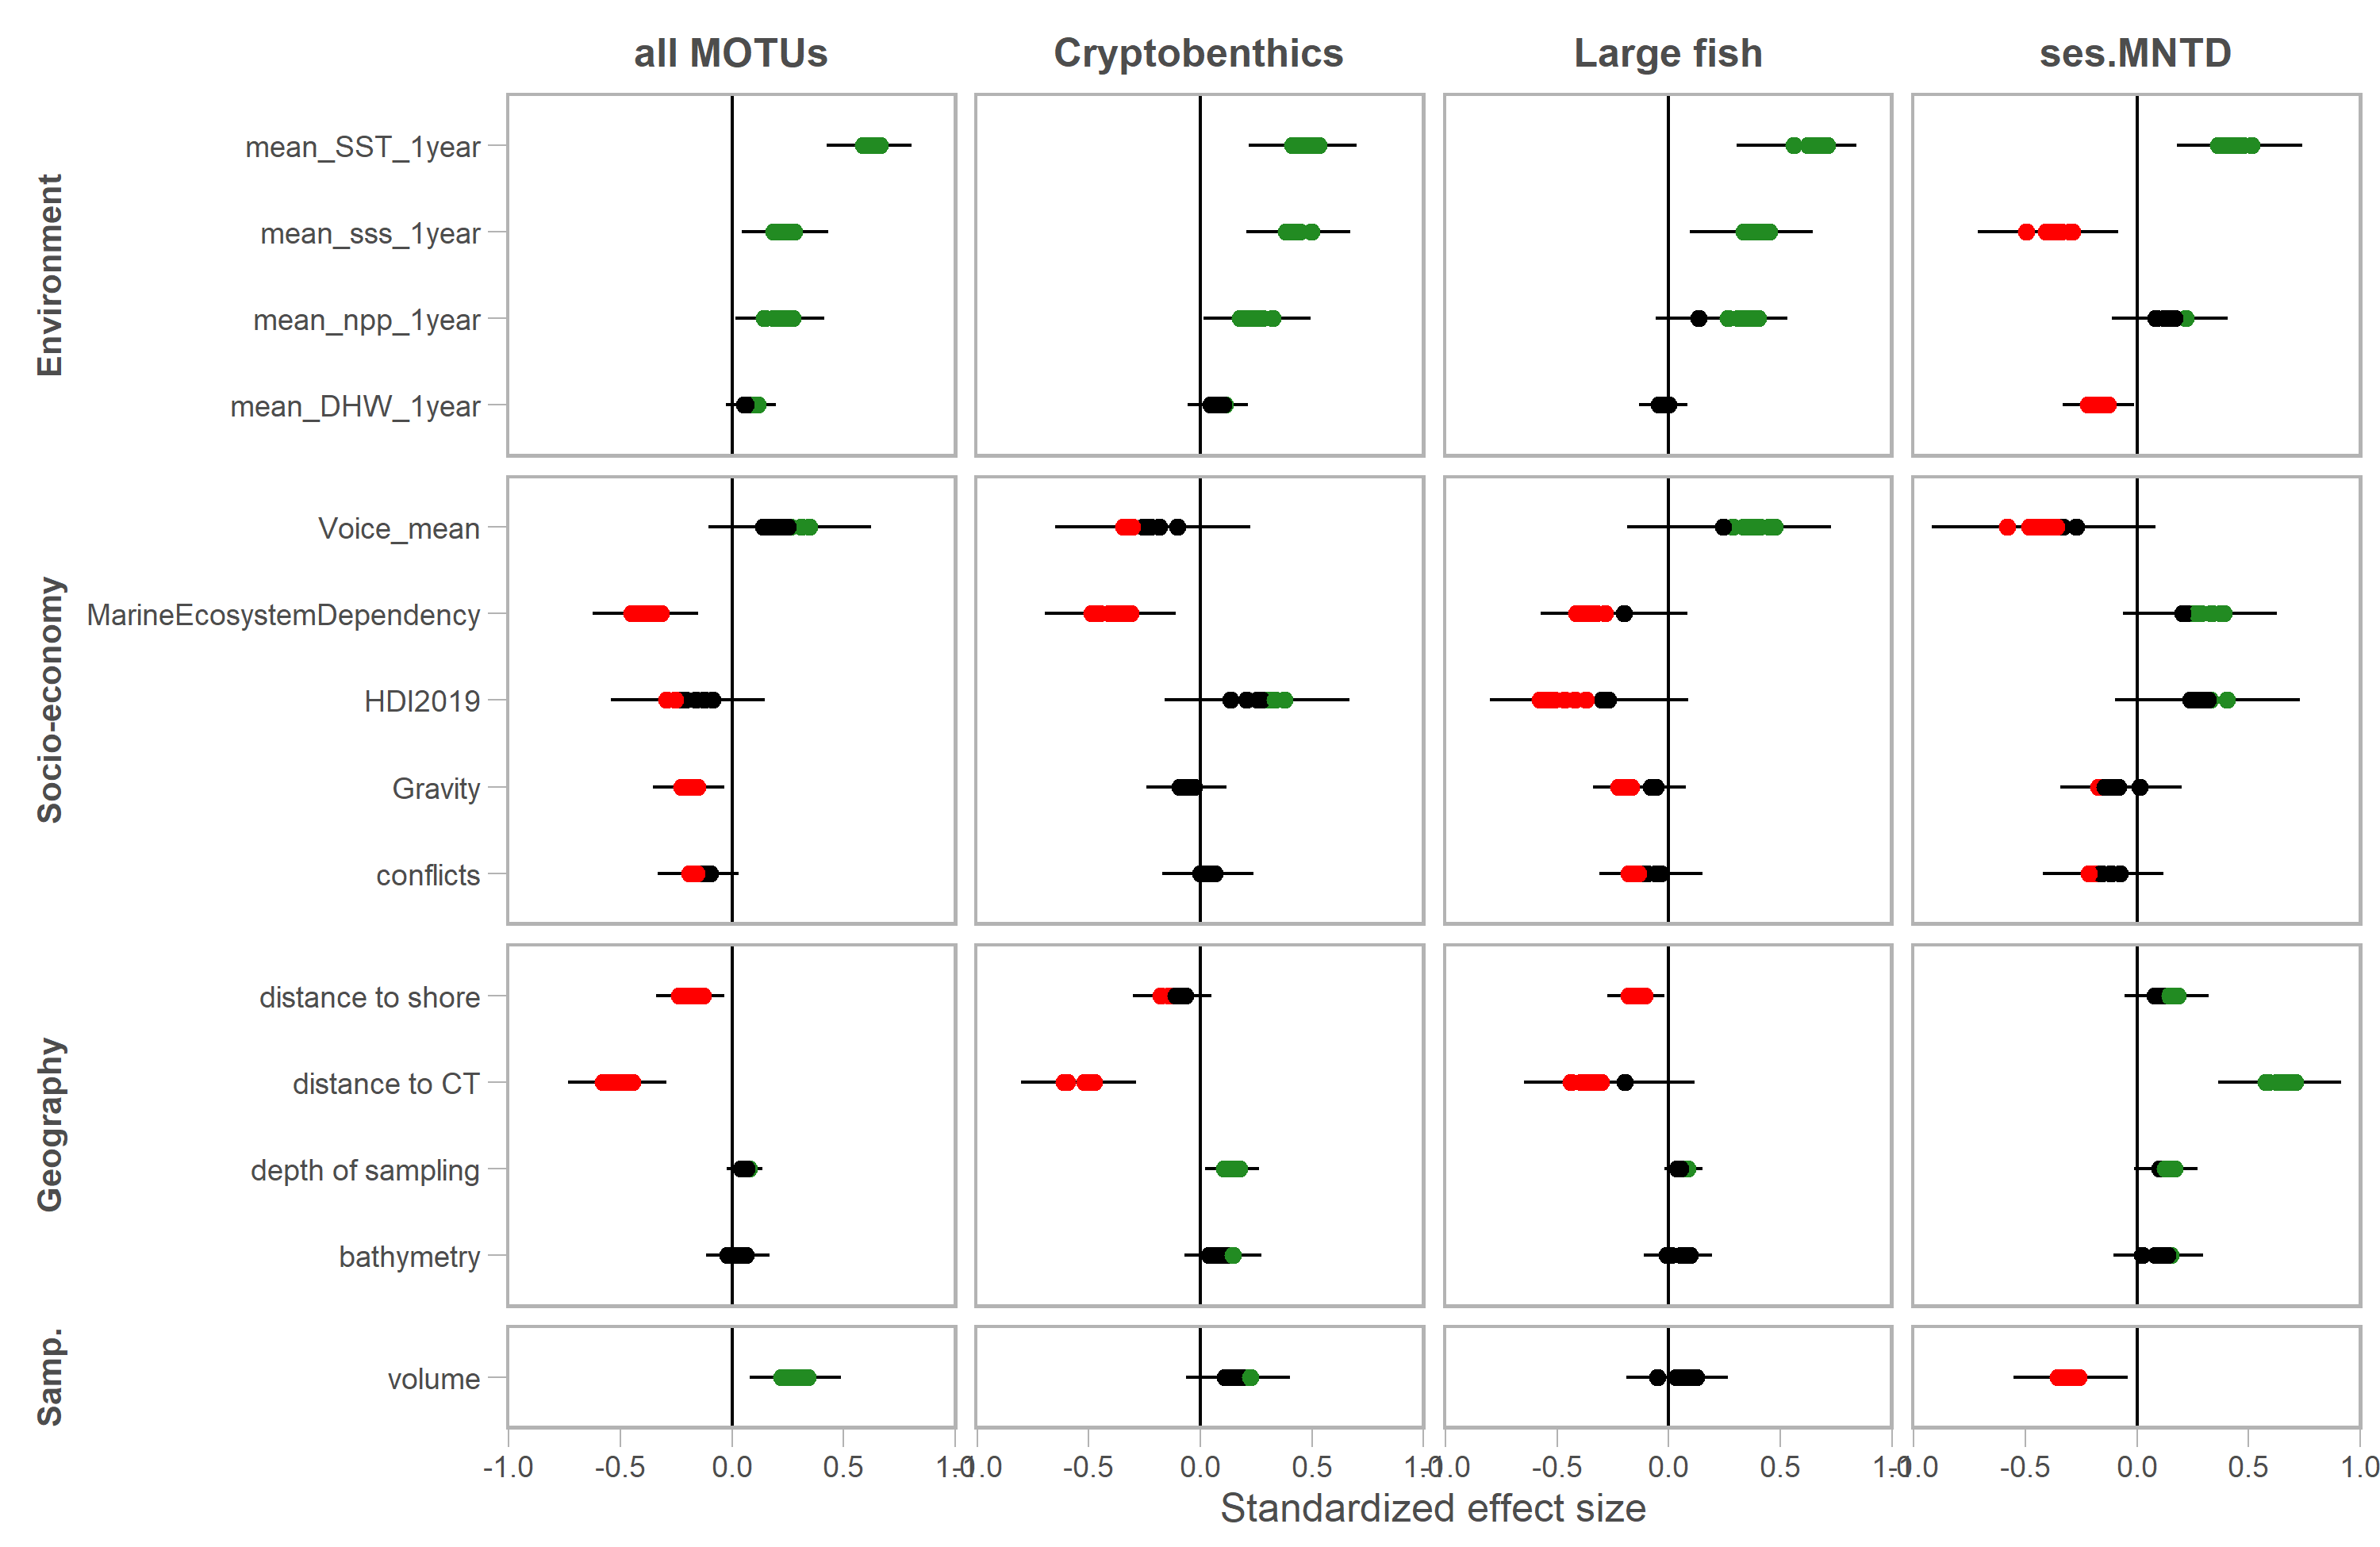 all MOTUs Cryptobenthics Large fish ses.MNTD
Environment
mean_SST_1year
mean_sss_1year
mean_npp_1year
mean_DHW_1year
Socio-economy
Voice_mean
MarineEcosystemDependency
HDI2019
Gravity
conflicts
Geography
distance to shore
distance to CT
depth of sampling
bathymetry
Samp.
volume
-1.0 -0.5 0.0 0.5 1.0 -1.0 -0.5 0.0 0.5 1.0 -1.0 -0.5 0.0 0.5 1.0 -1.0 -0.5 0.0 0.5 1.0
Standardized effect size